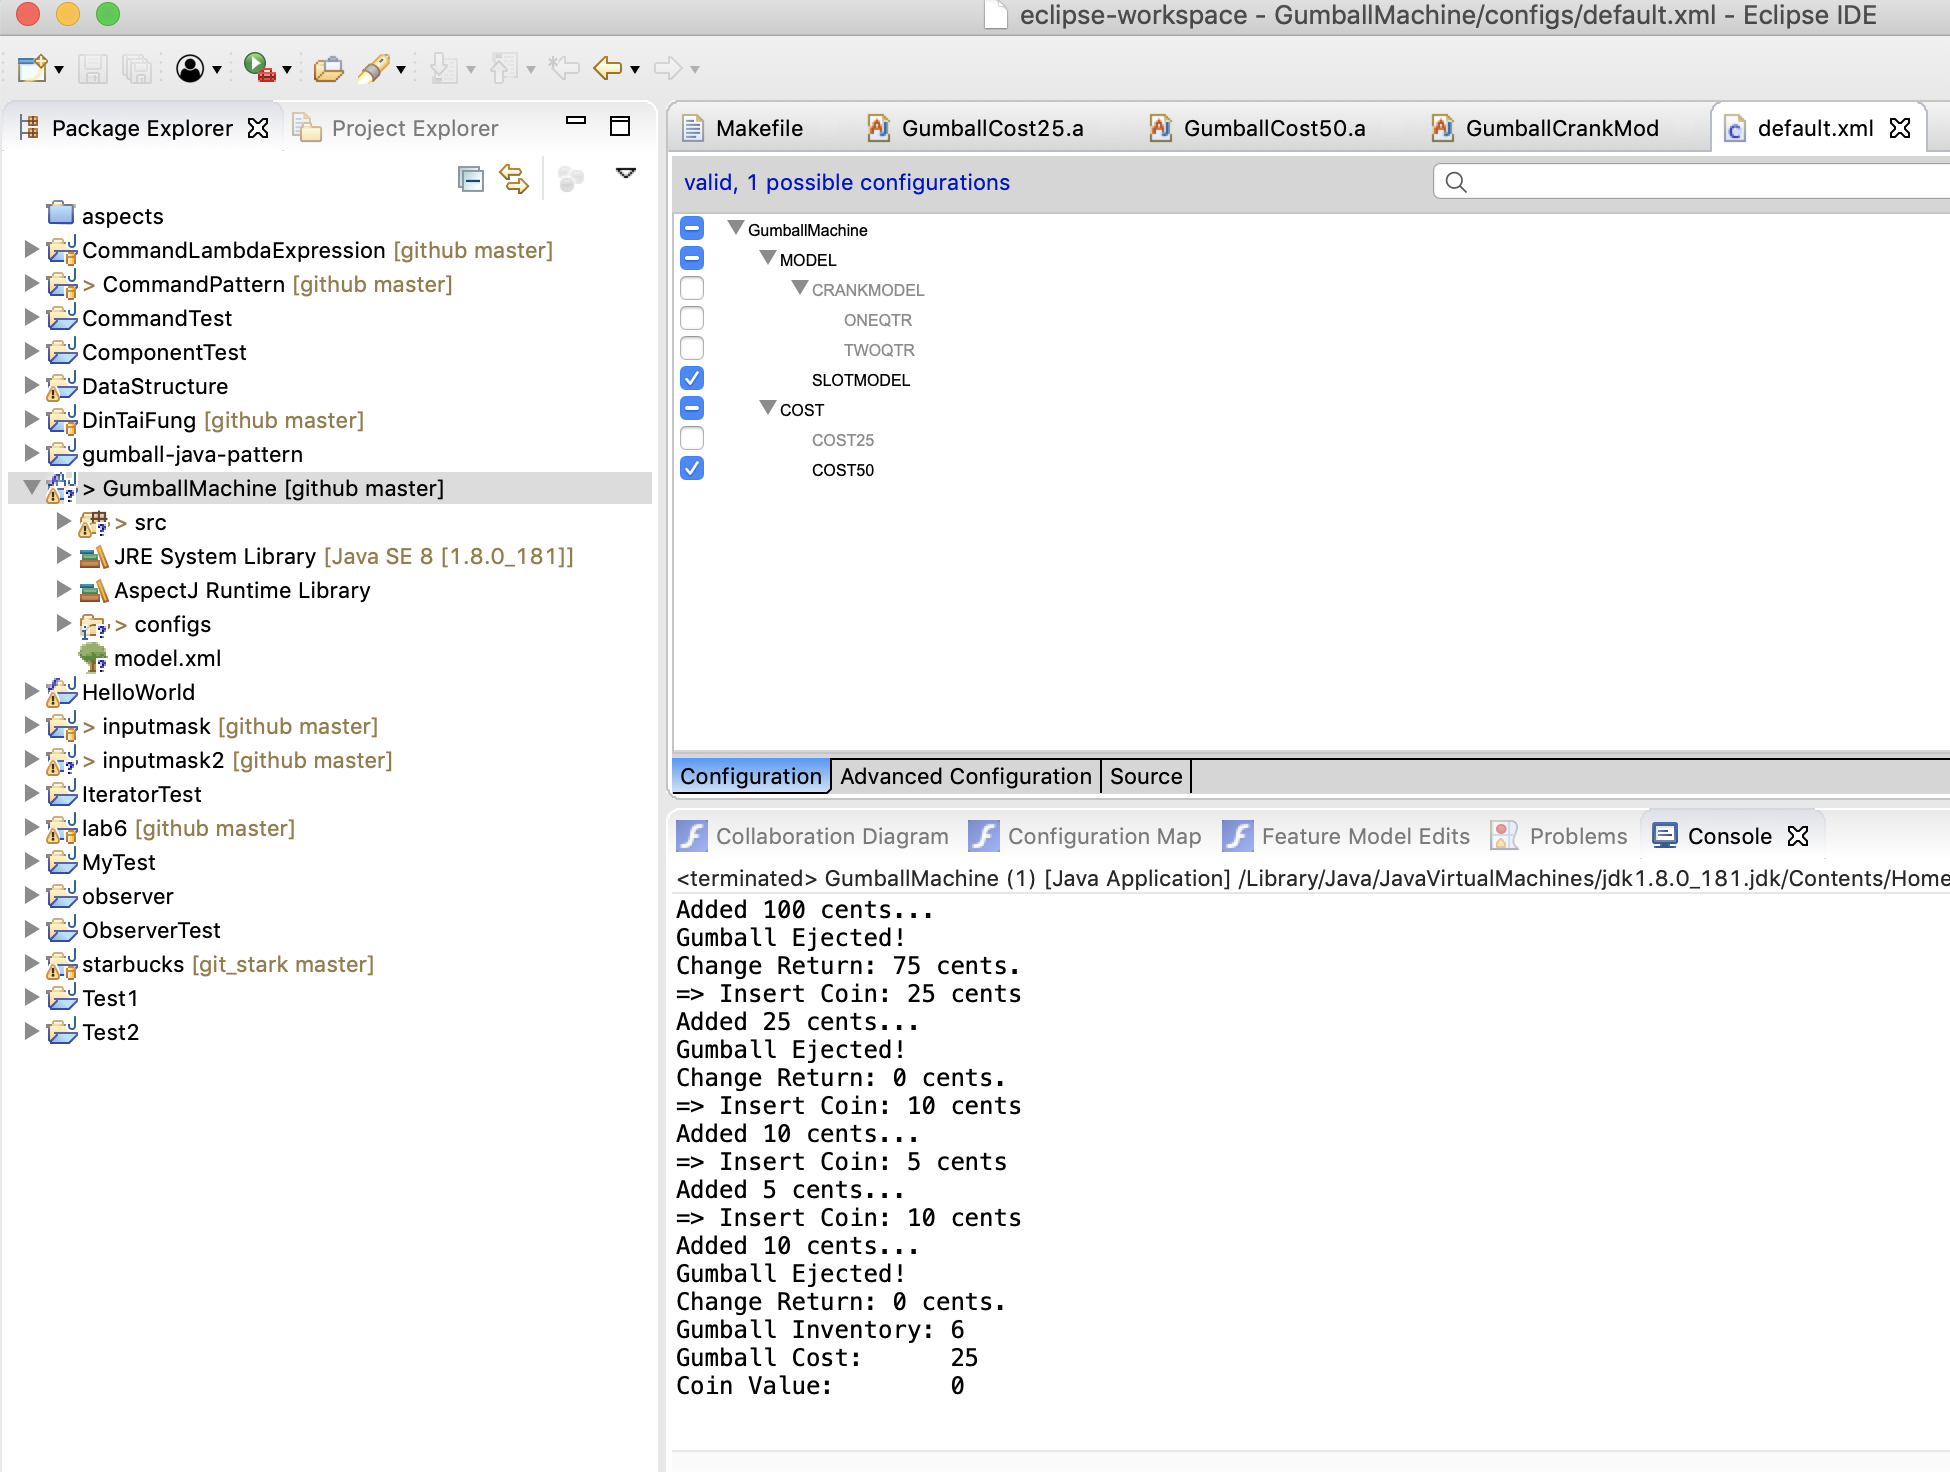 eclipse-workspace - GumballMachine/configs/default.xml - Eclipse IDE
Package Explorer
Project Explorer
aspects
CommandLambdaExpression [github master]
> CommandPattern [github master]
CommandTest
ComponentTest
DataStructure
DinTaiFung [github master]
gumball-java-pattern
> GumballMachine [github master]
> src
JRE System Library [Java SE 8 [1.8.0_181]]
AspectJ Runtime Library
> configs
model.xml
HelloWorld
> inputmask [github master]
> inputmask2 [github master]
IteratorTest
lab6 [github master]
MyTest
observer
ObserverTest
starbucks [git_stark master]
Test1
Test2
Makefile
GumballCost25.a
GumballCost50.a
GumballCrankMod
default.xml
valid, 1 possible configurations
GumballMachine
MODEL
CRANKMODEL
ONEQTR
TWOQTR
SLOTMODEL
COST
COST25
COST50
Configuration
Advanced Configuration
Source
Collaboration Diagram
Configuration Map
Feature Model Edits
Problems
Console
<terminated> GumballMachine (1) [Java Application] /Library/Java/JavaVirtualMachines/jdk1.8.0_181.jdk/Contents/Home
Added 100 cents...
Gumball Ejected!
Change Return: 75 cents.
=> Insert Coin: 25 cents
Added 25 cents...
Gumball Ejected!
Change Return: 0 cents.
=> Insert Coin: 10 cents
Added 10 cents...
=> Insert Coin: 5 cents
Added 5 cents...
=> Insert Coin: 10 cents
Added 10 cents...
Gumball Ejected!
Change Return: 0 cents.
Gumball Inventory: 6
Gumball Cost: 25
Coin Value: 0